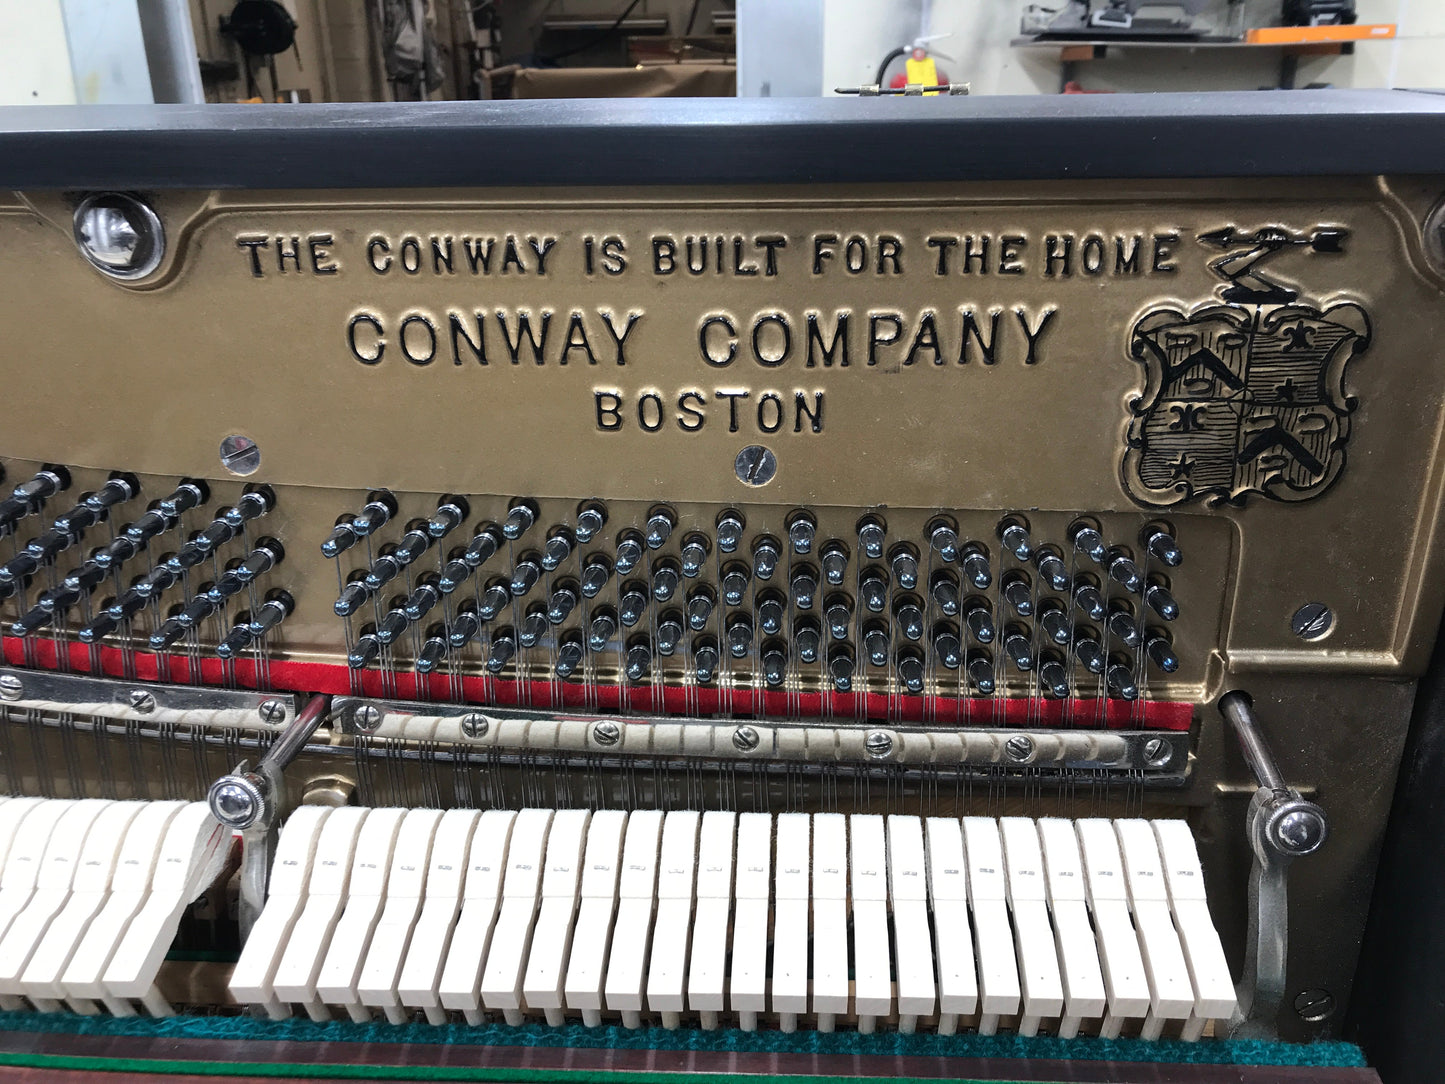 THE CONWAY IS BUILT FOR THE HOME
CONWAY COMPANY
BOSTON